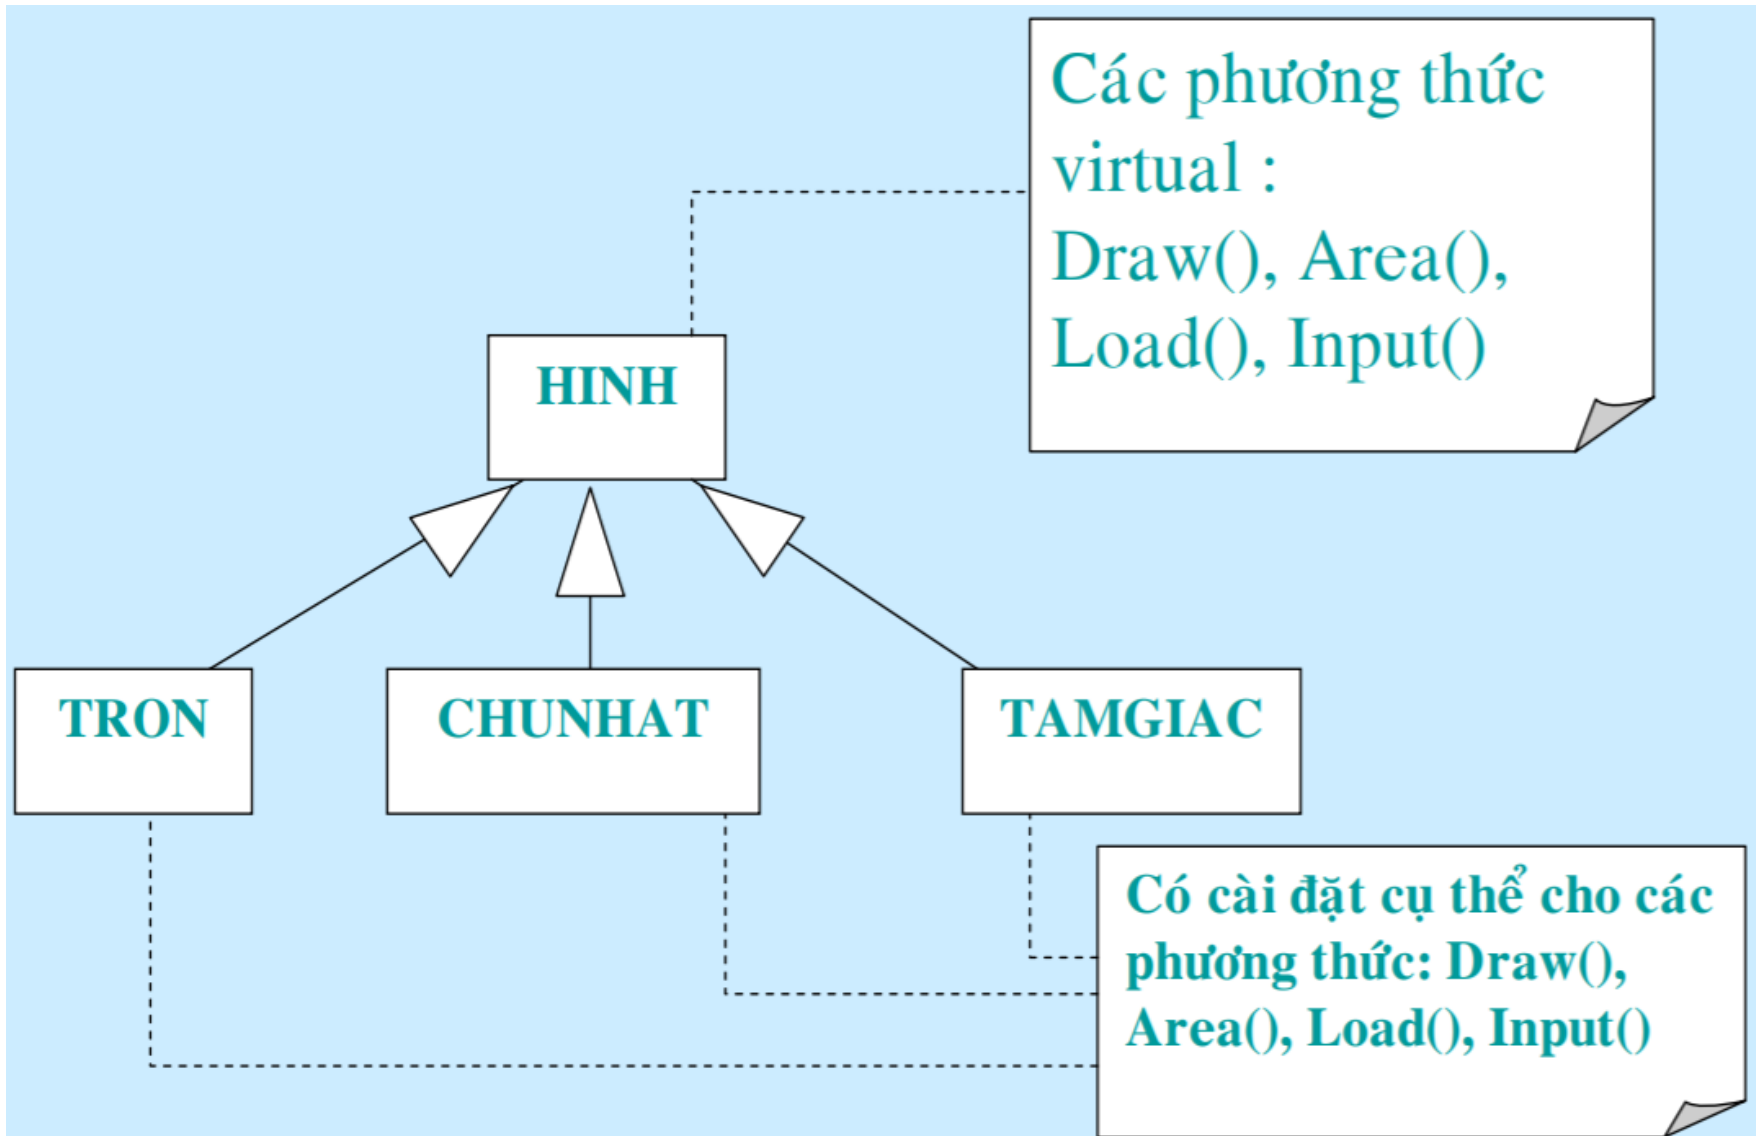 Các phương thức
virtual :
Draw(), Area(),
Load(), Input()
HINH
TRON
CHUNHAT
TAMGIAC
Có cài đặt cụ thể cho các
phương thức: Draw(),
Area(), Load(), Input()